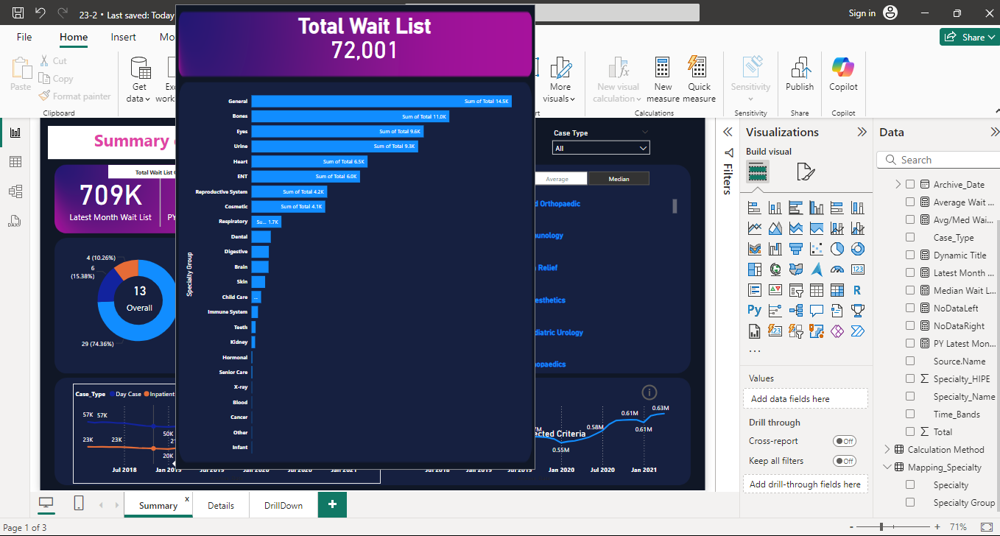 23-2 • Last saved: Today
Sign in
File
Home
Insert
Mo
Share
Paste
Cut
Copy
Format painter
Clipboard
Get
data
More
visuals
New visual
calculation
New
measure
Quick
measure
Calculations
Sensitivity
Sensitivity
Publish
Share
Copilot
Copilot
Total Wait List
72,001
Specialty Group
General
Sum of Total 14.5K
Bones
Sum of Total 11.0K
Eyes
Sum of Total 9.6K
Urine
Sum of Total 9.3K
Heart
Sum of Total 6.5K
ENT
Sum of Total 6.0K
Reproductive System
Sum of Total 4.2K
Cosmetic
Sum of Total 4.1K
Respiratory
Su... 1.7K
Dental
Digestive
Brain
Skin
Child Care
...
Immune System
Teeth
Kidney
Hormonal
Senior Care
X-ray
Blood
Cancer
Other
Infant
Summary
Total Wait List
709K
Latest Month Wait List
PY
4 (10.26%)
6
(15.38%)
13
Overall
29 (74.36%)
Case_Type
Day Case
Inpatient
57K
57K
50K
23K
23K
20K
Jul 2018
Jan 2019
Jul 2019
Jan 2020
Jul 2020
Jan 2021
Case Type
All
Average
Median
d Orthopaedic
munology
Relief
esthetics
diatric Urology
opaedics
ected Criteria
0.55M
0.58M
0.61M
0.61M
0.63M
Jul 2018
Jul 2019
Jan 2020
Jul 2020
Jan 2021
Filters
Visualizations
Build visual
123
R
Py
...
Values
Add data fields here
Drill through
Cross-report
Off
Keep all filters
Off
Add drill-through fields here
Data
Search
Archive_Date
Average Wait ...
Avg/Med Wai...
Case_Type
Dynamic Title
Latest Month ...
Median Wait L...
NoDataLeft
NoDataRight
PY Latest Mon...
Source.Name
Specialty_HIPE
Specialty_Name
Time_Bands
Total
Calculation Method
Mapping_Specialty
Specialty
Specialty Group
Summary
x
Details
DrillDown
+
Page 1 of 3
-
+
71%